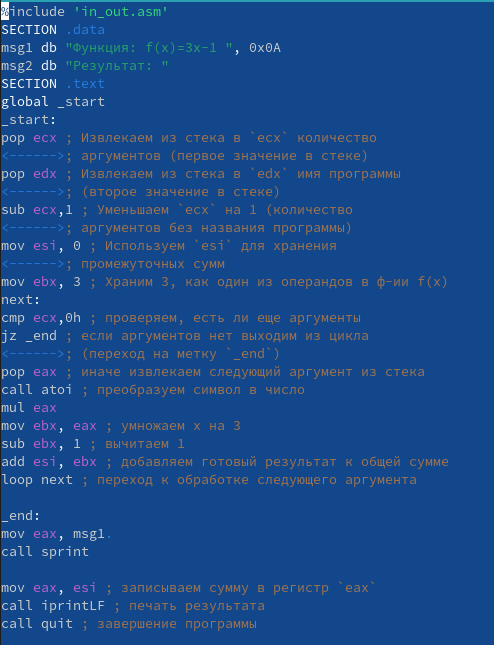 %include 'in_out.asm'
SECTION .data
msg1 db "Функция: f(x)=3x-1 ", 0x0A
msg2 db "Результат: "
SECTION .text
global _start
_start:
pop ecx ; Извлекаем из стека в `ecx` количество
<------>; аргументов (первое значение в стеке)
pop edx ; Извлекаем из стека в `edx` имя программы
<------>; (второе значение в стеке)
sub ecx,1 ; Уменьшаем `ecx` на 1 (количество
<------>; аргументов без названия программы)
mov esi, 0 ; Используем `esi` для хранения
<------>; промежуточных сумм
mov ebx, 3 ; Храним 3, как один из операндов в ф-ии f(x)
next:
cmp ecx,0h ; проверяем, есть ли еще аргументы
jz _end ; если аргументов нет выходим из цикла
<------>; (переход на метку `_end`)
pop eax ; иначе извлекаем следующий аргумент из стека
call atoi ; преобразуем символ в число
mul eax
mov ebx, eax ; умножаем x на 3
sub ebx, 1 ; вычитаем 1
add esi, ebx ; добавляем готовый результат к общей сумме
loop next ; переход к обработке следующего аргумента
_end:
mov eax, msg1.
call sprint
mov eax, esi ; записываем сумму в регистр `eax`
call iprintLF ; печать результата
call quit ; завершение программы